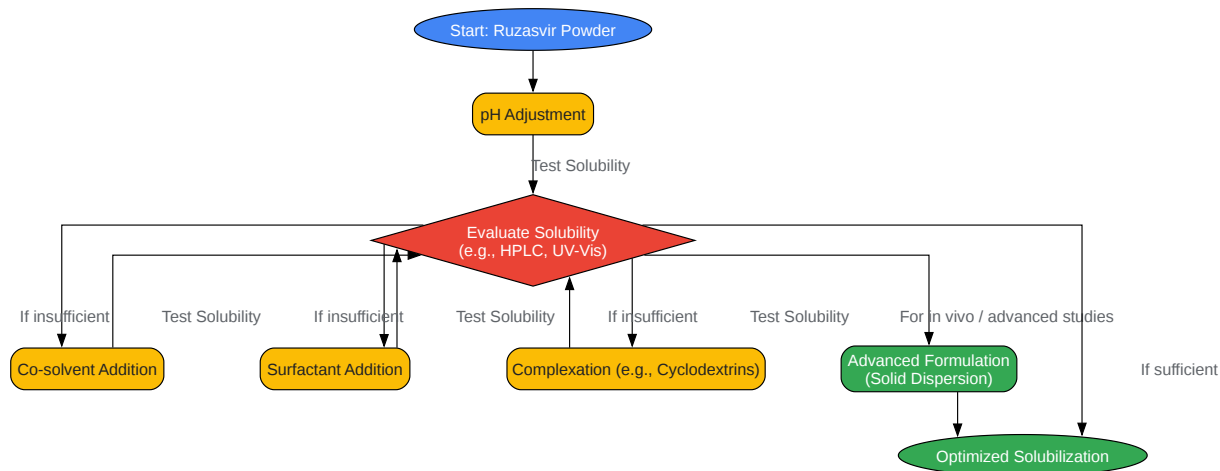 Start: Ruzasvir Powder
pH Adjustment
Test Solubility
Evaluate Solubility
(e.g., HPLC, UV-Vis)
If insufficient
Test Solubility
If insufficient
Test Solubility
If insufficient
Test Solubility
For in vivo / advanced studies
Co-solvent Addition
Surfactant Addition
Complexation (e.g., Cyclodextrins)
Advanced Formulation
(Solid Dispersion)
If sufficient
Optimized Solubilization